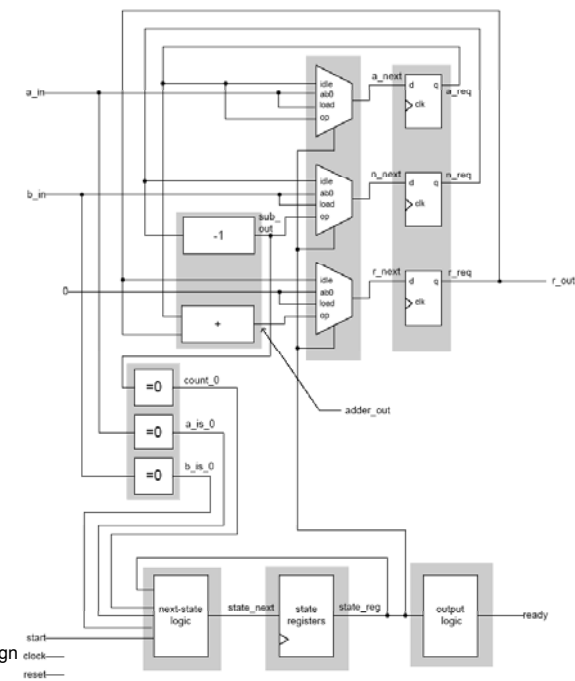 idle
a_next
a_in
ab0
d q
load
a_req
op
clk
idle
n_next
n_req
b_in
ab0
d q
load
sub_
out
op
clk
-1
idle
r_next
r_req
r_out
0
ab0
d q
load
+
op
clk
=0
count_0
adder_out
=0
a_is_0
=0
b_is_0
next-state
logic
state_next
state
registers
state_reg
output
logic
ready
start
gn clock
reset